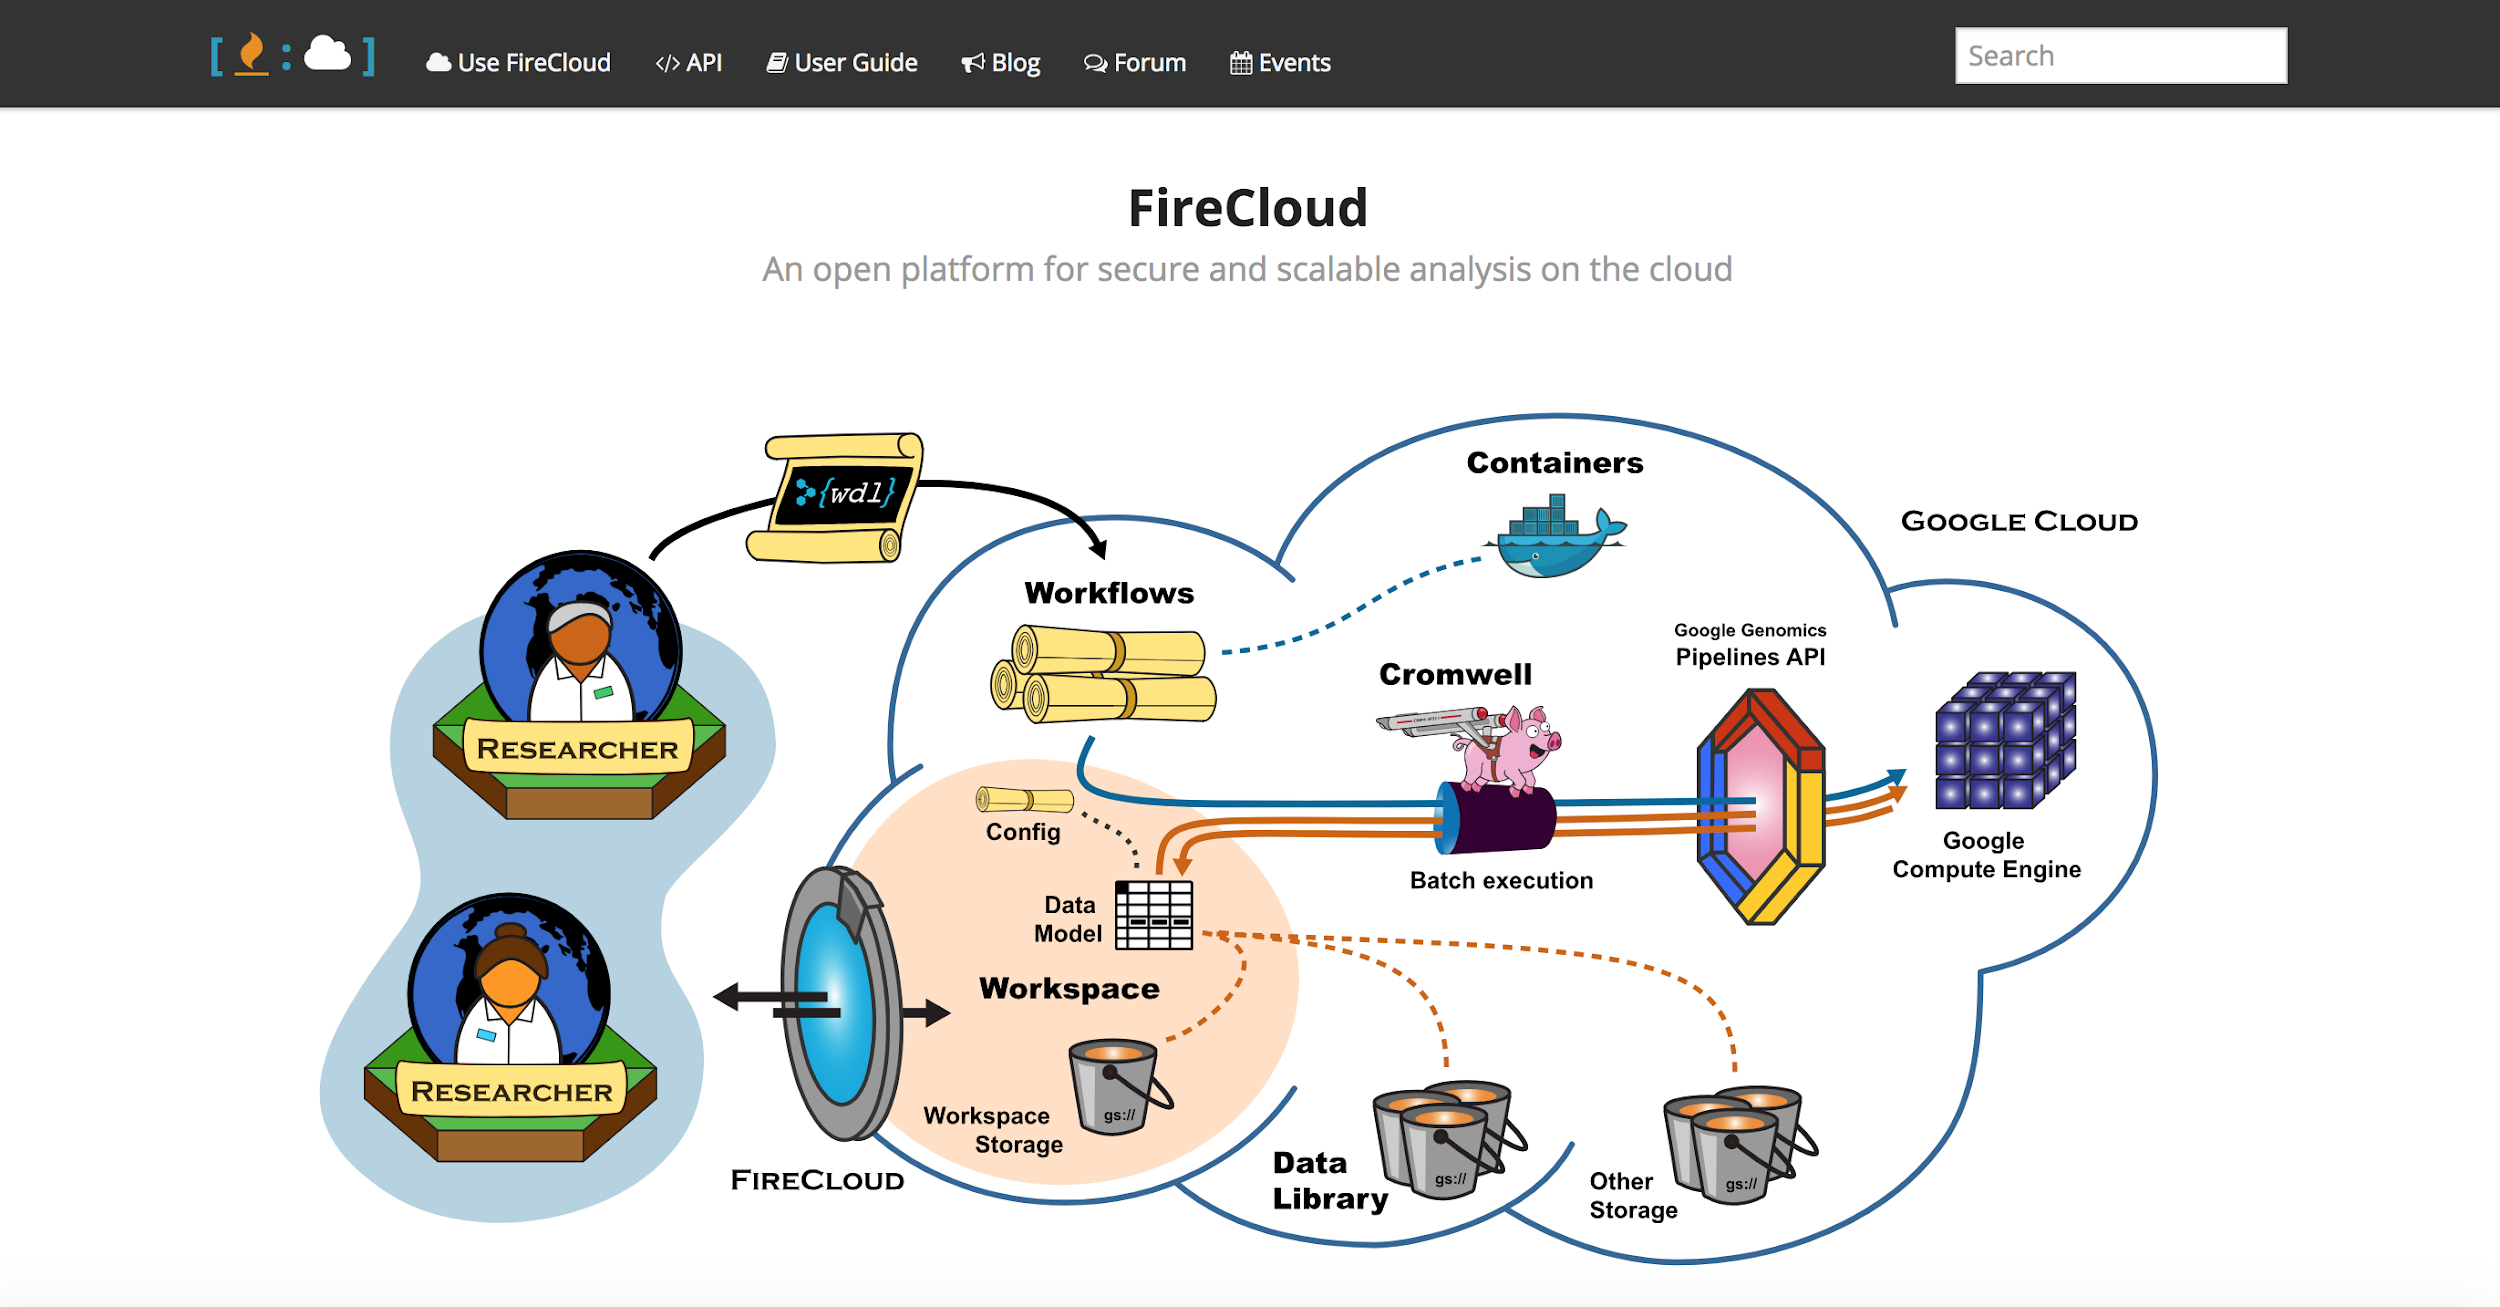 Use FireCloud
API
User Guide
Blog
Forum
Events
Search
FireCloud
An open platform for secure and scalable analysis on the cloud
{wdl}
Containers
GOOGLE CLOUD
Workflows
Google Genomics
Pipelines API
Cromwell
RESEARCHER
Config
Google
Compute Engine
Batch execution
Data
Model
Workspace
RESEARCHER
Workspace
Storage
gs://
FIRECLOUD
Data
Library
gs://
Other
Storage
gs://